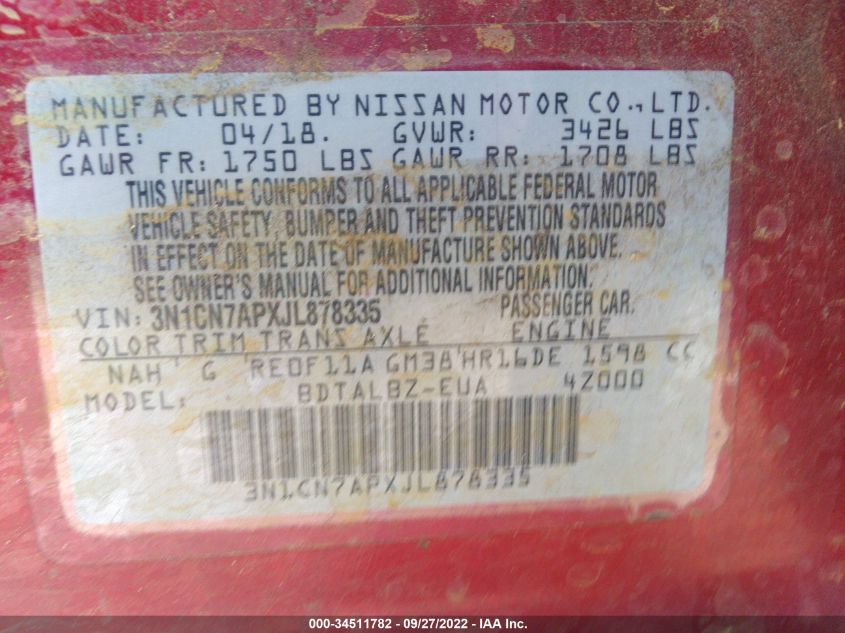 MANUFACTURED BY NISSAN MOTOR CO., LTD.
DATE: 04/18. GVWR: 3426 LBS
GAWR FR: 1750 LBS GAWR RR: 1708 LBS
THIS VEHICLE CONFORMS TO ALL APPLICABLE FEDERAL MOTOR
VEHICLE SAFETY, BUMPER AND THEFT PREVENTION STANDARDS
IN EFFECT ON THE DATE OF MANUFACTURE SHOWN ABOVE.
SEE OWNER'S MANUAL FOR ADDITIONAL INFORMATION.
VIN: 3N1CN7APXJL878335 PASSENGER CAR.
COLOR TRIM TRANS AXLE ENGINE
NAH G RE0F11A GM38 HR16DE 1598 CC
MODEL: BDTALBZ-EUA 4Z000
3N1CN7APXJL878335
000-34511782 - 09/27/2022 - IAA Inc.